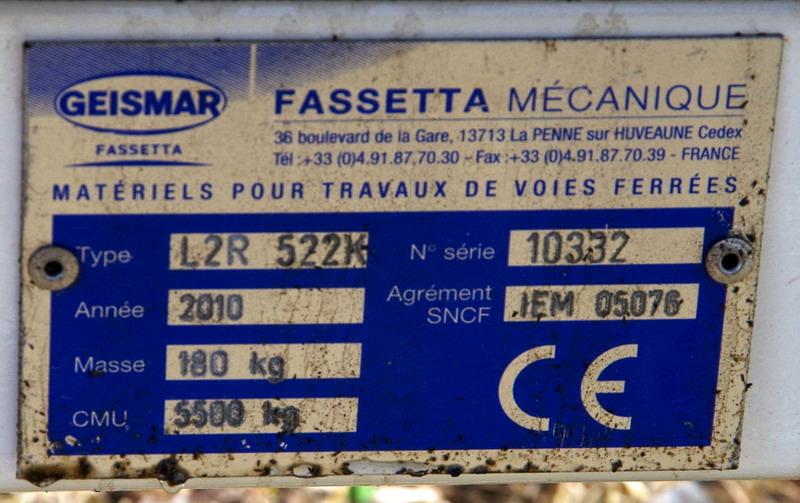 GEISMAR
FASSETTA
FASSETTA MÉCANIQUE
36 boulevard de la Gare, 13713 La PENNE sur HUVEAUNE Cedex
Tél :+33 (0)4.91.87.70.30 - Fax :+33 (0)4.91.87.70.39 - FRANCE
MATÉRIELS POUR TRAVAUX DE VOIES FERRÉES
Type L2R 522K N° série 10332
Année 2010 Agrément SNCF IEM 05076
Masse 180 kg
CMU 5500 kg
CE